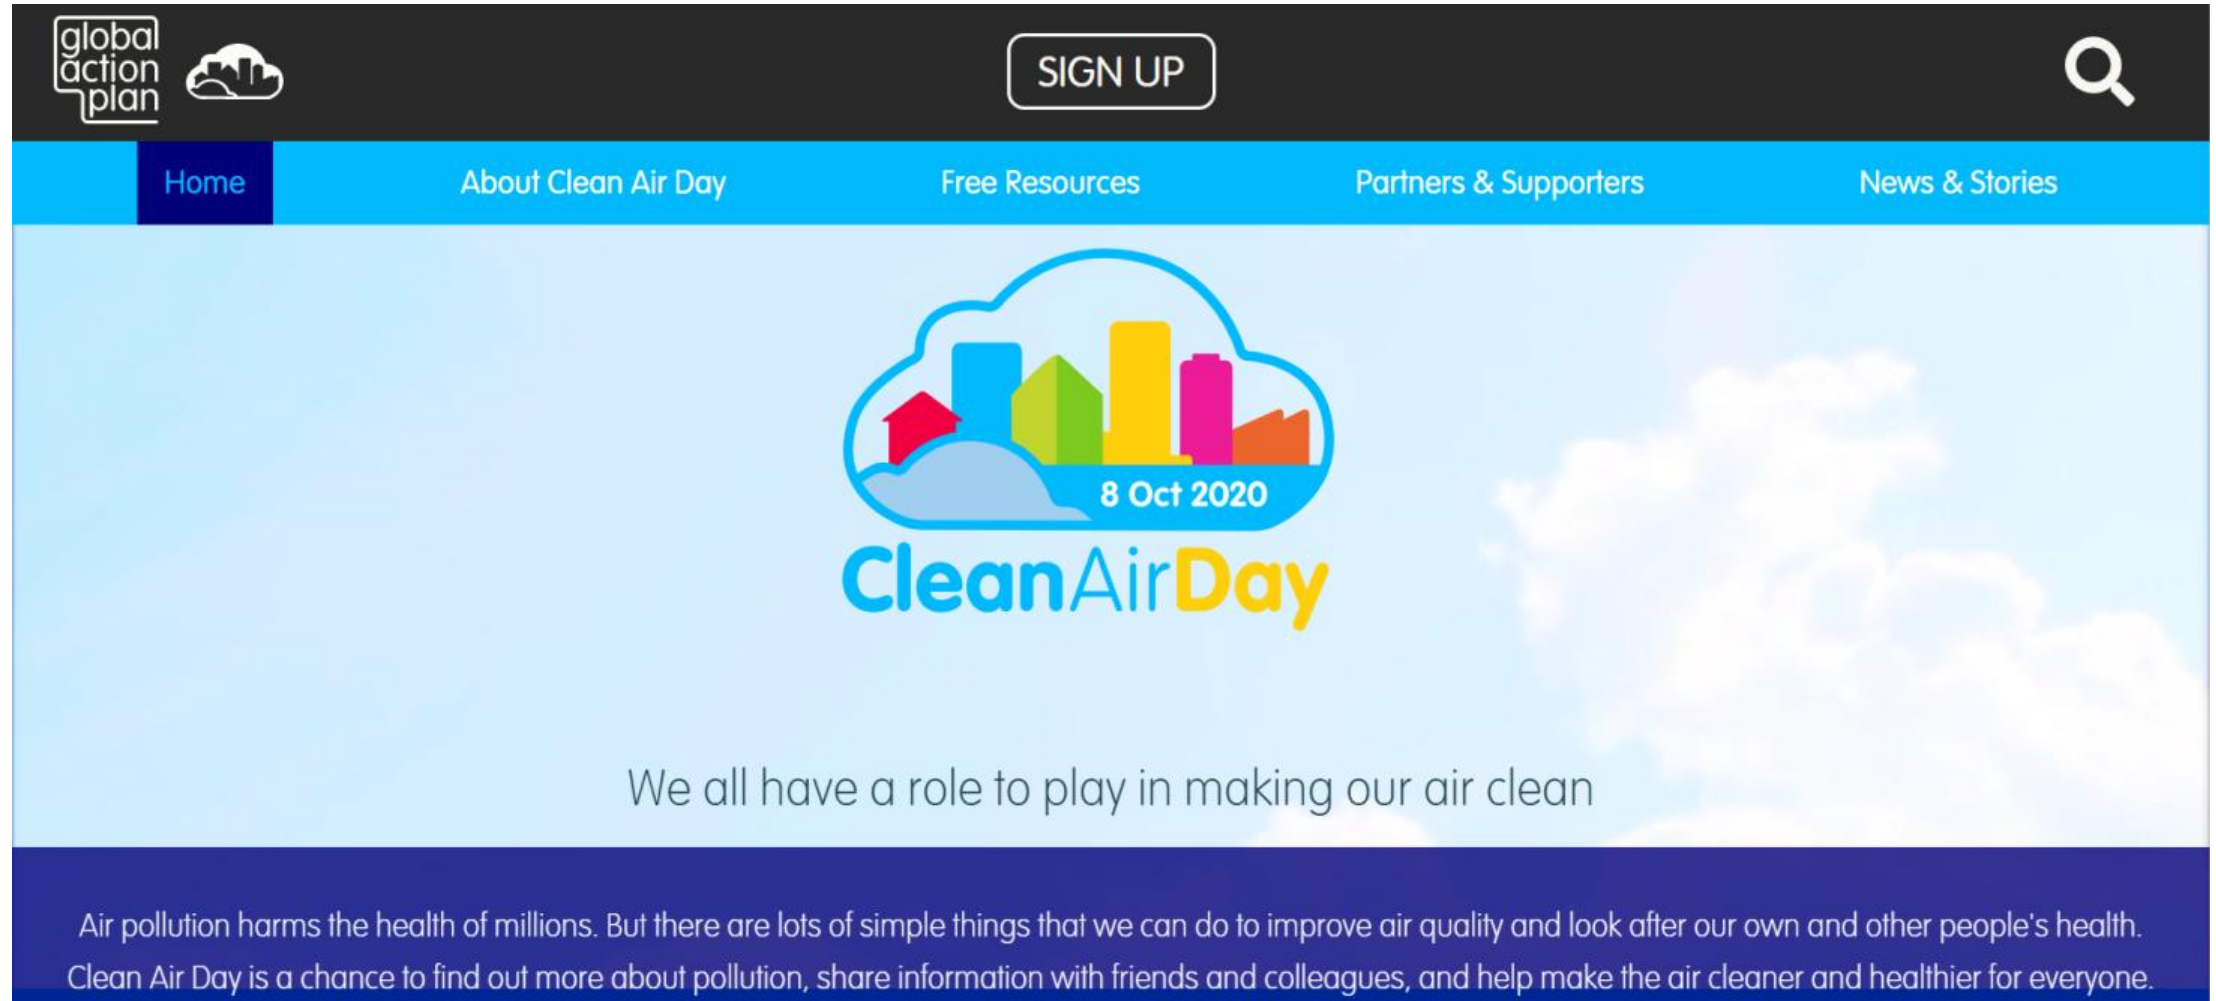 global
action
plan
SIGN UP
Home
About Clean Air Day
Free Resources
Partners & Supporters
News & Stories
8 Oct 2020
CleanAirDay
We all have a role to play in making our air clean
Air pollution harms the health of millions. But there are lots of simple things that we can do to improve air quality and look after our own and other people's health.
Clean Air Day is a chance to find out more about pollution, share information with friends and colleagues, and help make the air cleaner and healthier for everyone.